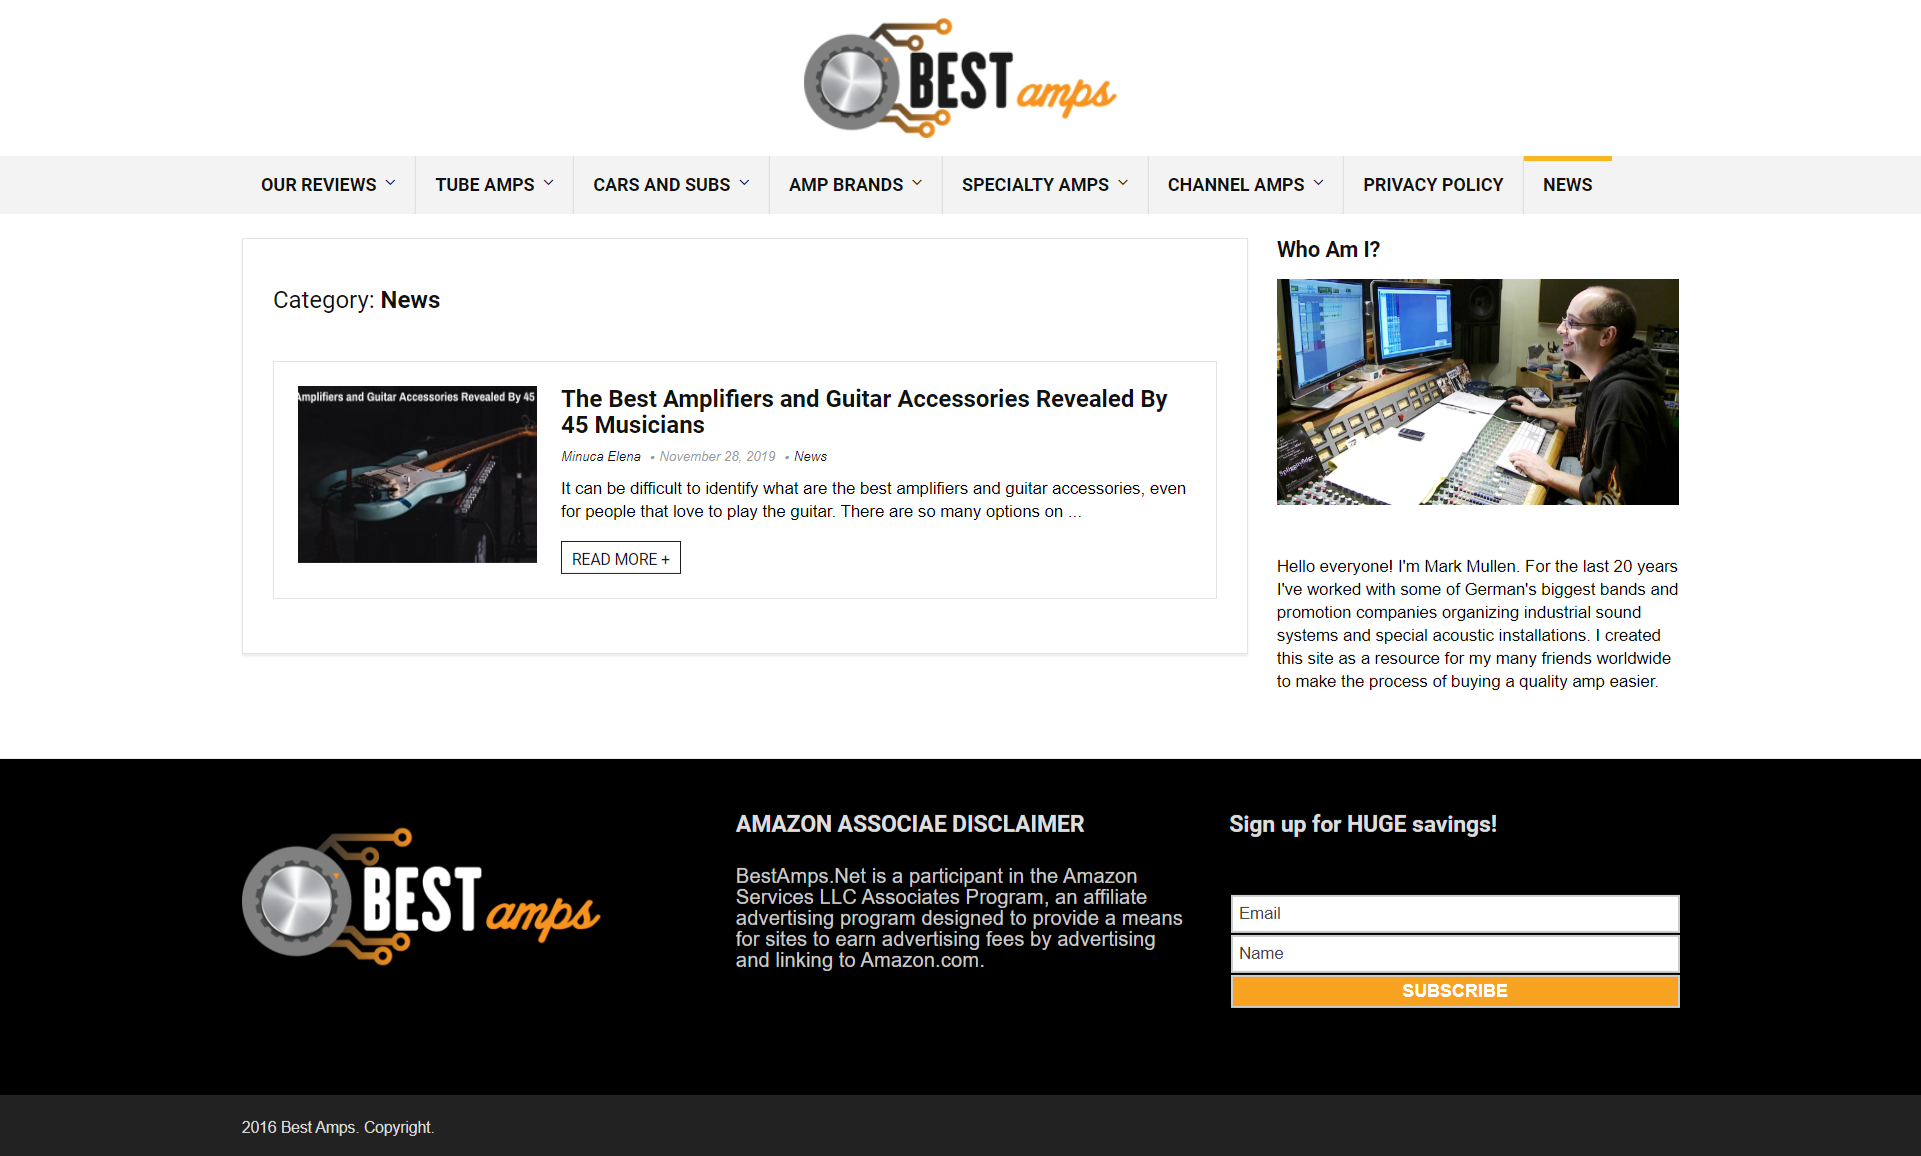 BEST amps
OUR REVIEWS
TUBE AMPS
CARS AND SUBS
AMP BRANDS
SPECIALTY AMPS
CHANNEL AMPS
PRIVACY POLICY
NEWS
Category: News
Amplifiers and Guitar Accessories Revealed By 45
The Best Amplifiers and Guitar Accessories Revealed By
45 Musicians
Minuca Elena • November 28, 2019 • News
It can be difficult to identify what are the best amplifiers and guitar accessories, even
for people that love to play the guitar. There are so many options on ...
READ MORE +
Who Am I?
Hello everyone! I'm Mark Mullen. For the last 20 years
I've worked with some of German's biggest bands and
promotion companies organizing industrial sound
systems and special acoustic installations. I created
this site as a resource for my many friends worldwide
to make the process of buying a quality amp easier.
BEST amps
AMAZON ASSOCIAE DISCLAIMER
BestAmps.Net is a participant in the Amazon
Services LLC Associates Program, an affiliate
advertising program designed to provide a means
for sites to earn advertising fees by advertising
and linking to Amazon.com.
Sign up for HUGE savings!
Email
Name
SUBSCRIBE
2016 Best Amps. Copyright.